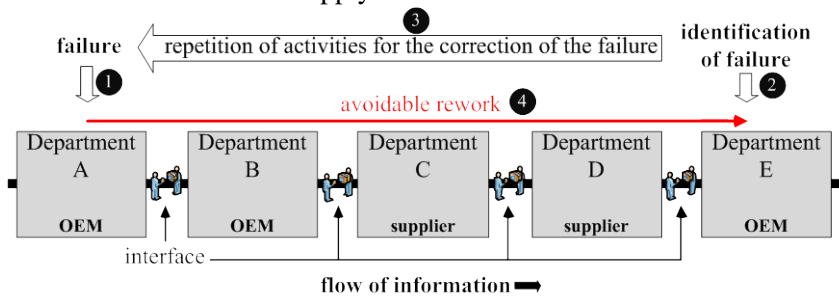 supply
3
failure
repetition of activities for the correction of the failure
identification
of failure
1
2
avoidable rework 4
Department
A
OEM
Department
B
OEM
Department
C
supplier
Department
D
supplier
Department
E
OEM
interface
flow of information